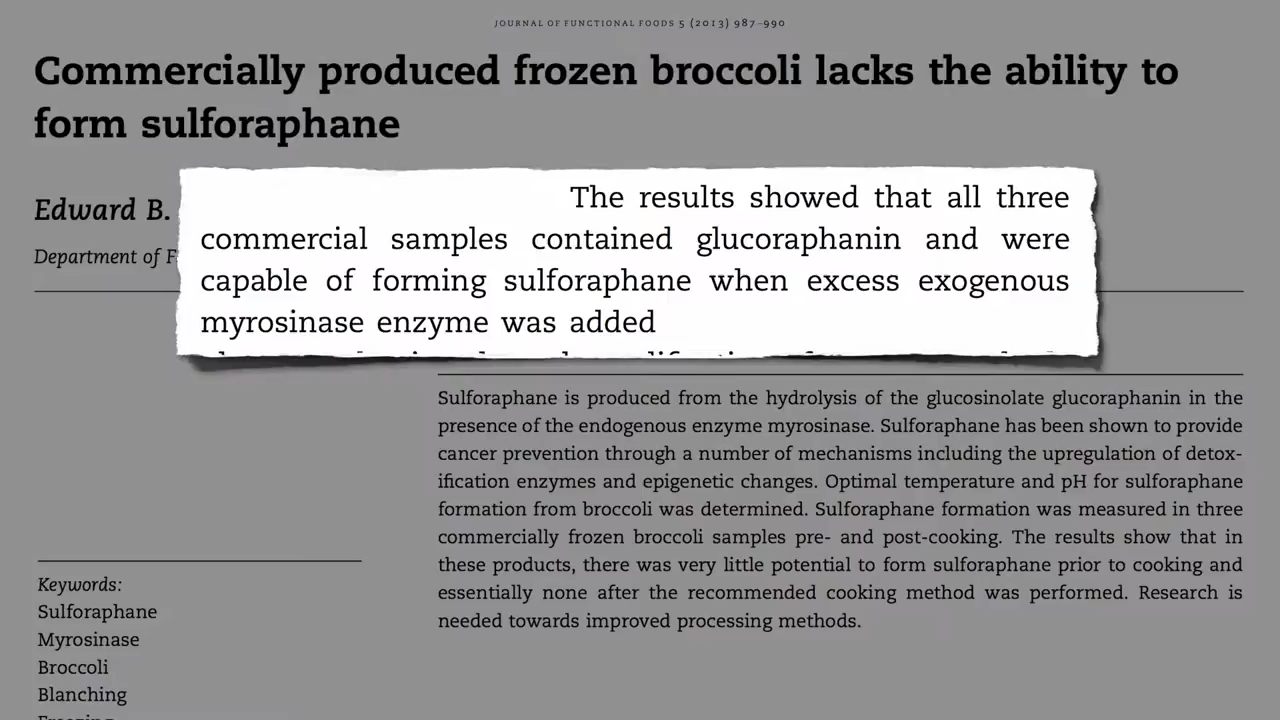 JOURNAL OF FUNCTIONAL FOODS 5 (2013) 987–990
Commercially produced frozen broccoli lacks the ability to
form sulforaphane
Edward B.
Department of F
The results showed that all three
commercial samples contained glucoraphanin and were
capable of forming sulforaphane when excess exogenous
myrosinase enzyme was added
Sulforaphane is produced from the hydrolysis of the glucosinolate glucoraphanin in the
presence of the endogenous enzyme myrosinase. Sulforaphane has been shown to provide
cancer prevention through a number of mechanisms including the upregulation of detox-
ification enzymes and epigenetic changes. Optimal temperature and pH for sulforaphane
formation from broccoli was determined. Sulforaphane formation was measured in three
commercially frozen broccoli samples pre- and post-cooking. The results show that in
these products, there was very little potential to form sulforaphane prior to cooking and
essentially none after the recommended cooking method was performed. Research is
needed towards improved processing methods.
Keywords:
Sulforaphane
Myrosinase
Broccoli
Blanching
Freezing